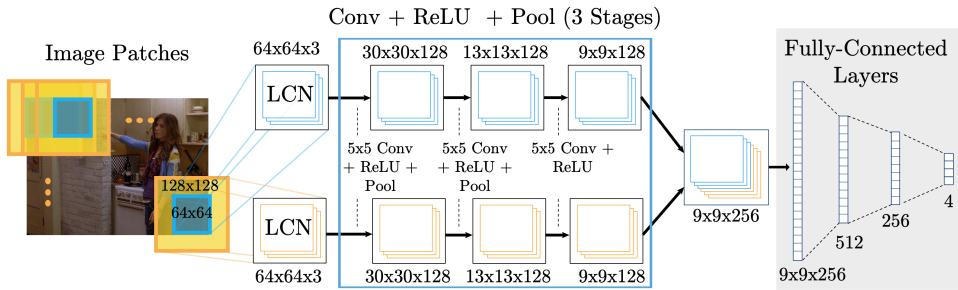 Conv + ReLU + Pool (3 Stages)
Image Patches
64x64x3
30x30x128
13x13x128
9x9x128
Fully-Connected
Layers
LCN
5x5 Conv
+ ReLU +
Pool
5x5 Conv
+ ReLU +
Pool
5x5 Conv +
ReLU
128x128
64x64
LCN
9x9x256
4
256
512
9x9x256
64x64x3
30x30x128
13x13x128
9x9x128